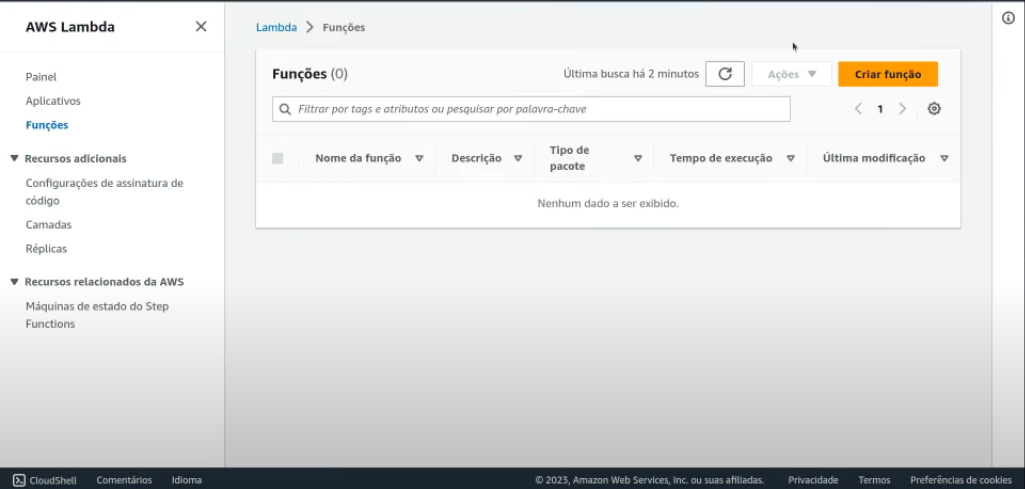 AWS Lambda
Painel
Aplicativos
Funções
Recursos adicionais
Configurações de assinatura de
código
Camadas
Réplicas
Recursos relacionados da AWS
Máquinas de estado do Step
Functions
Lambda > Funções
Funções (0)
Última busca há 2 minutos
Ações
Criar função
Filtrar por tags e atributos ou pesquisar por palavra-chave
1
Nome da função
Descrição
Tipo de
pacote
Tempo de execução
Última modificação
Nenhum dado a ser exibido.
CloudShell
Comentários
Idioma
© 2023, Amazon Web Services, Inc. ou suas afiliadas.
Privacidade
Termos
Preferências de cookies